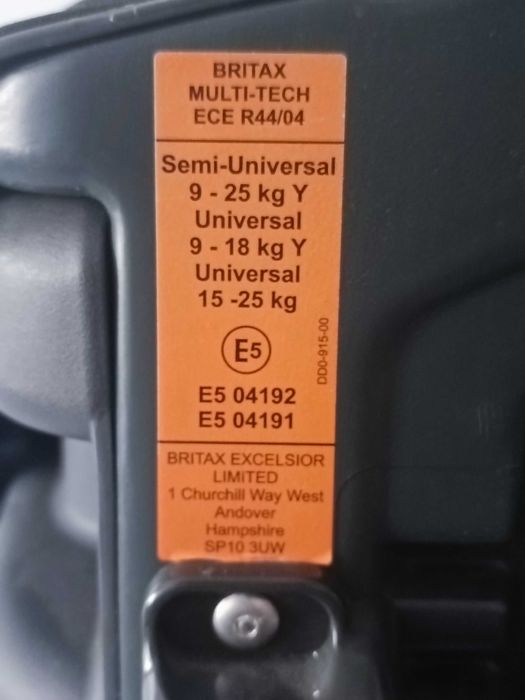 BRITAX
MULTI-TECH
ECE R44/04
Semi-Universal
9 - 25 kg Y
Universal
9 - 18 kg Y
Universal
15 -25 kg
E5
DD0-915-00
E5 04192
E5 04191
BRITAX EXCELSIOR
LIMITED
1 Churchill Way West
Andover
Hampshire
SP10 3UW